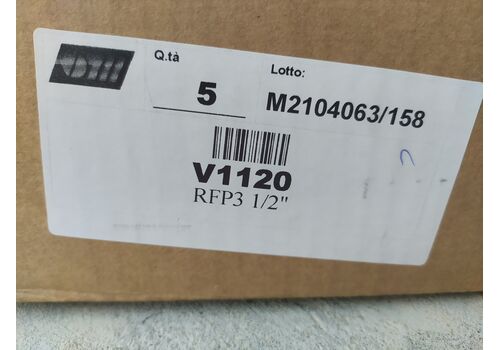 Q.tà
Lotto:
5
M2104063/158
V1120
RFP3 1/2"